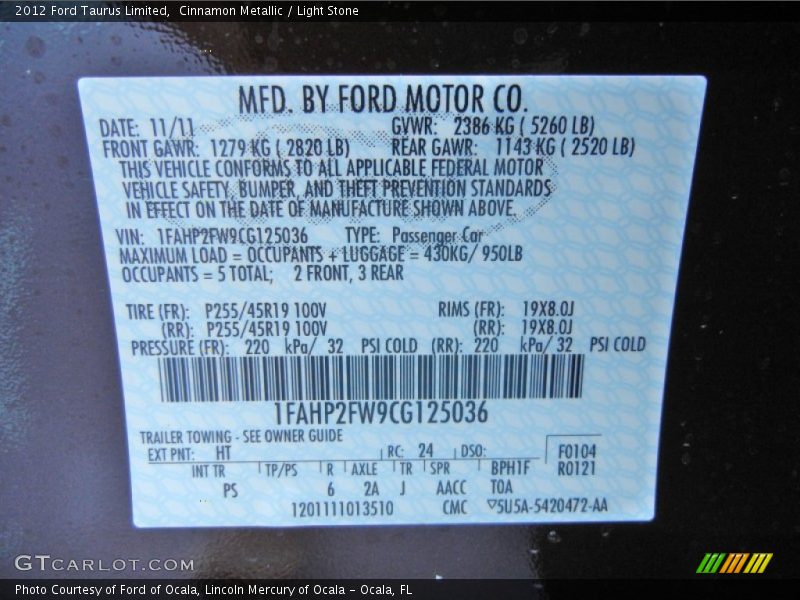 2012 Ford Taurus Limited,  Cinnamon Metallic / Light Stone
MFD. BY FORD MOTOR CO.
DATE: 11/11 GVWR: 2386 KG ( 5260 LB)
FRONT GAWR: 1279 KG ( 2820 LB) REAR GAWR: 1143 KG ( 2520 LB)
THIS VEHICLE CONFORMS TO ALL APPLICABLE FEDERAL MOTOR
VEHICLE SAFETY, BUMPER, AND THEFT PREVENTION STANDARDS
IN EFFECT ON THE DATE OF MANUFACTURE SHOWN ABOVE.
VIN: 1FAHP2FW9CG125036 TYPE: Passenger Car
MAXIMUM LOAD = OCCUPANTS + LUGGAGE = 430KG/ 950LB
OCCUPANTS = 5 TOTAL; 2 FRONT, 3 REAR
TIRE (FR): P255/45R19 100V RIMS (FR): 19X8.0J
(RR): P255/45R19 100V (RR): 19X8.0J
PRESSURE (FR): 220 kPa/ 32 PSI COLD (RR): 220 kPa/ 32 PSI COLD
1FAHP2FW9CG125036
TRAILER TOWING - SEE OWNER GUIDE
EXT PNT: HT RC: 24 DSO: F0104
INT TR TP/PS R AXLE TR SPR BPH1F R0121
PS 6 2A J AACC TOA
1201111013510 CMC ▽5U5A-5420472-AA
GTCARLOT.COM
Photo Courtesy of Ford of Ocala, Lincoln Mercury of Ocala – Ocala, FL